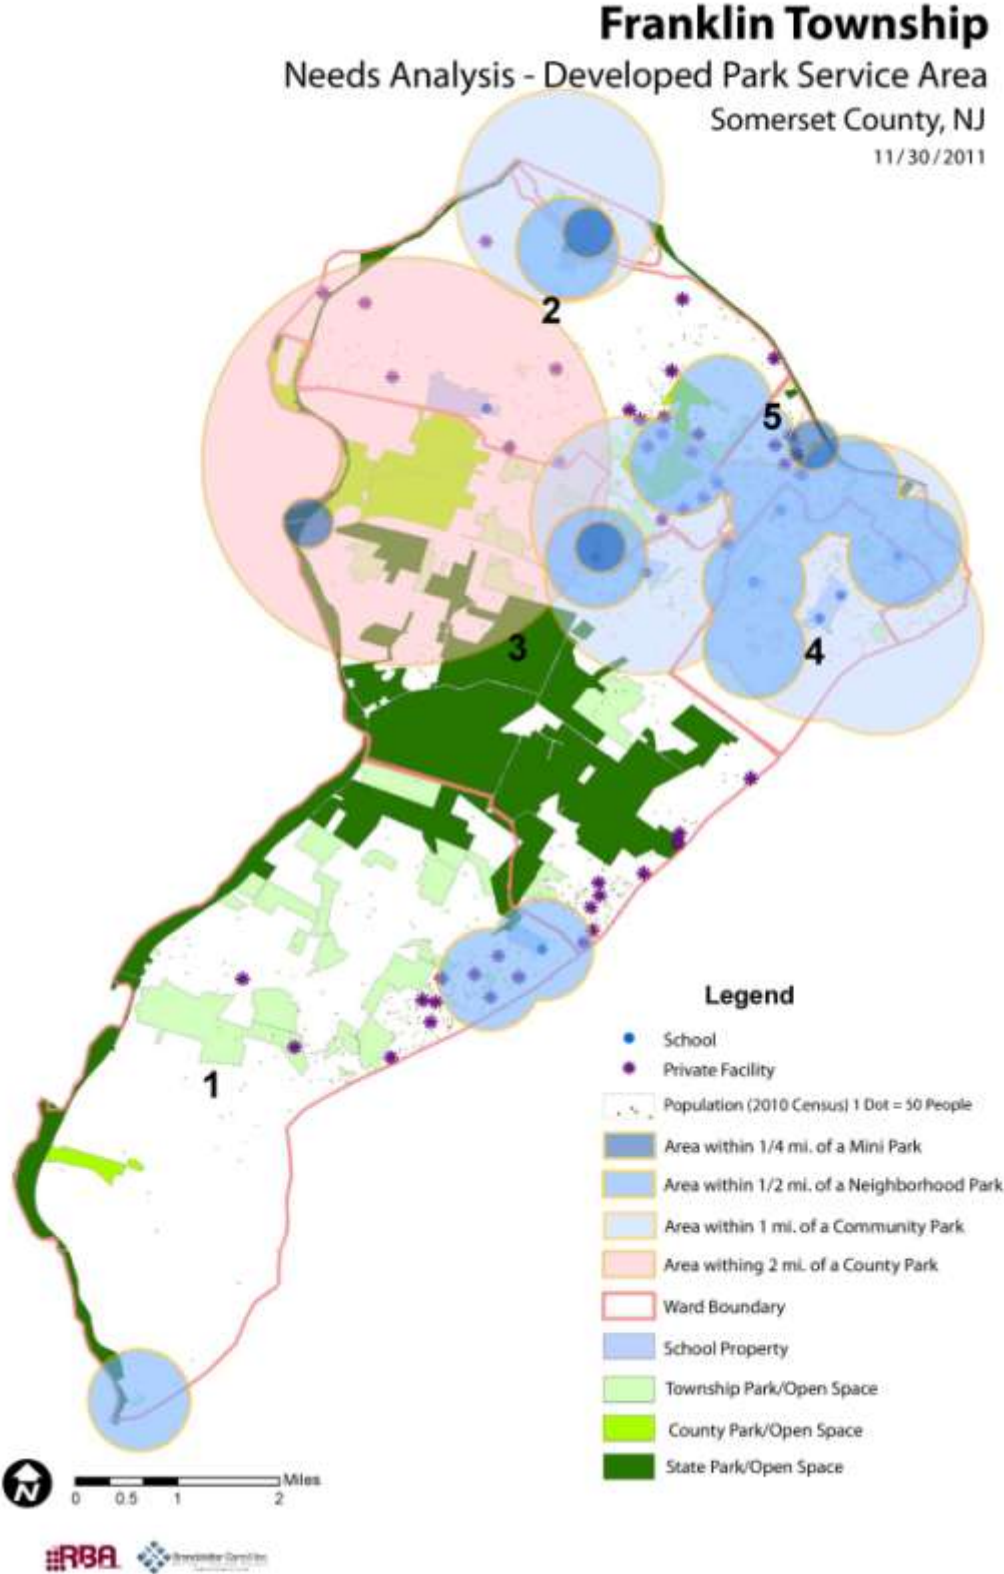 Franklin Township
Needs Analysis - Developed Park Service Area
Somerset County, NJ
11/30/2011
2
5
3
4
1
Legend
School
Private Facility
Population (2010 Census) 1 Dot = 50 People
Area within 1/4 mi. of a Mini Park
Area within 1/2 mi. of a Neighborhood Park
Area within 1 mi. of a Community Park
Area withing 2 mi. of a County Park
Ward Boundary
School Property
Township Park/Open Space
County Park/Open Space
State Park/Open Space
N
Miles
0 0.5 1 2
RBA